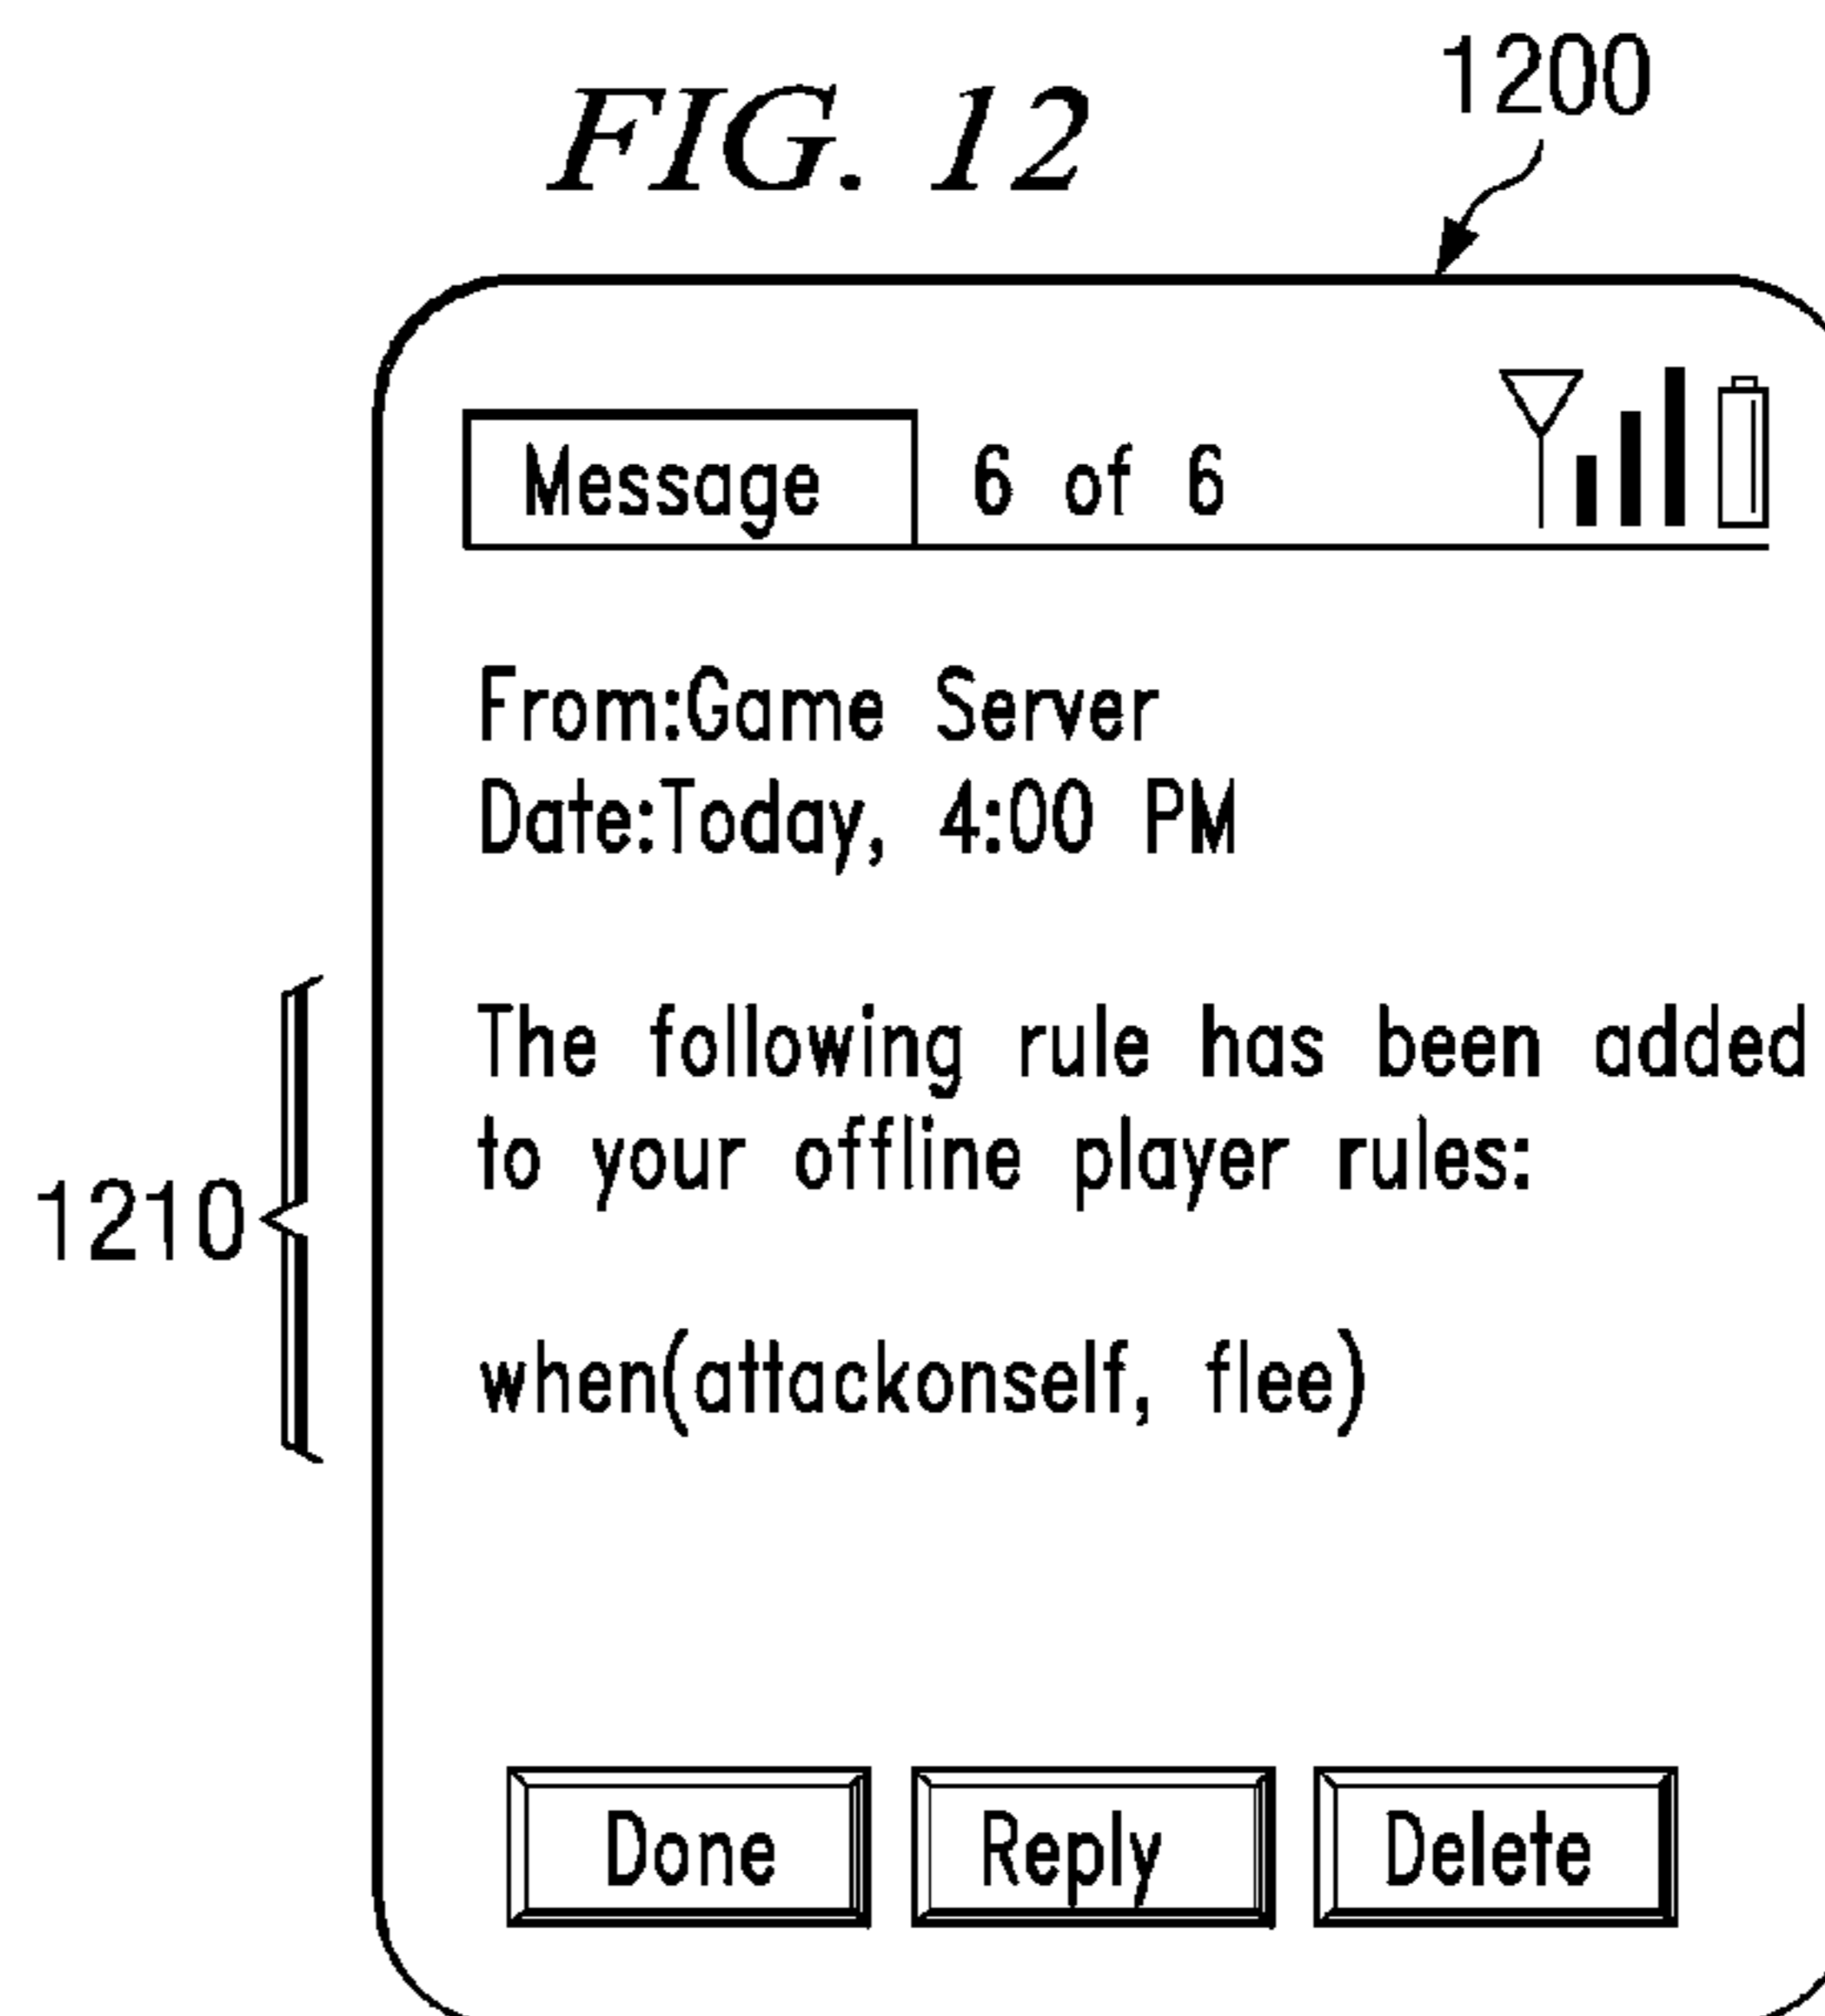 FIG. 12
1200
Message 6 of 6
From:Game Server
Date:Today, 4:00 PM
1210
The following rule has been added
to your offline player rules:
when(attackonself, flee)
Done Reply Delete